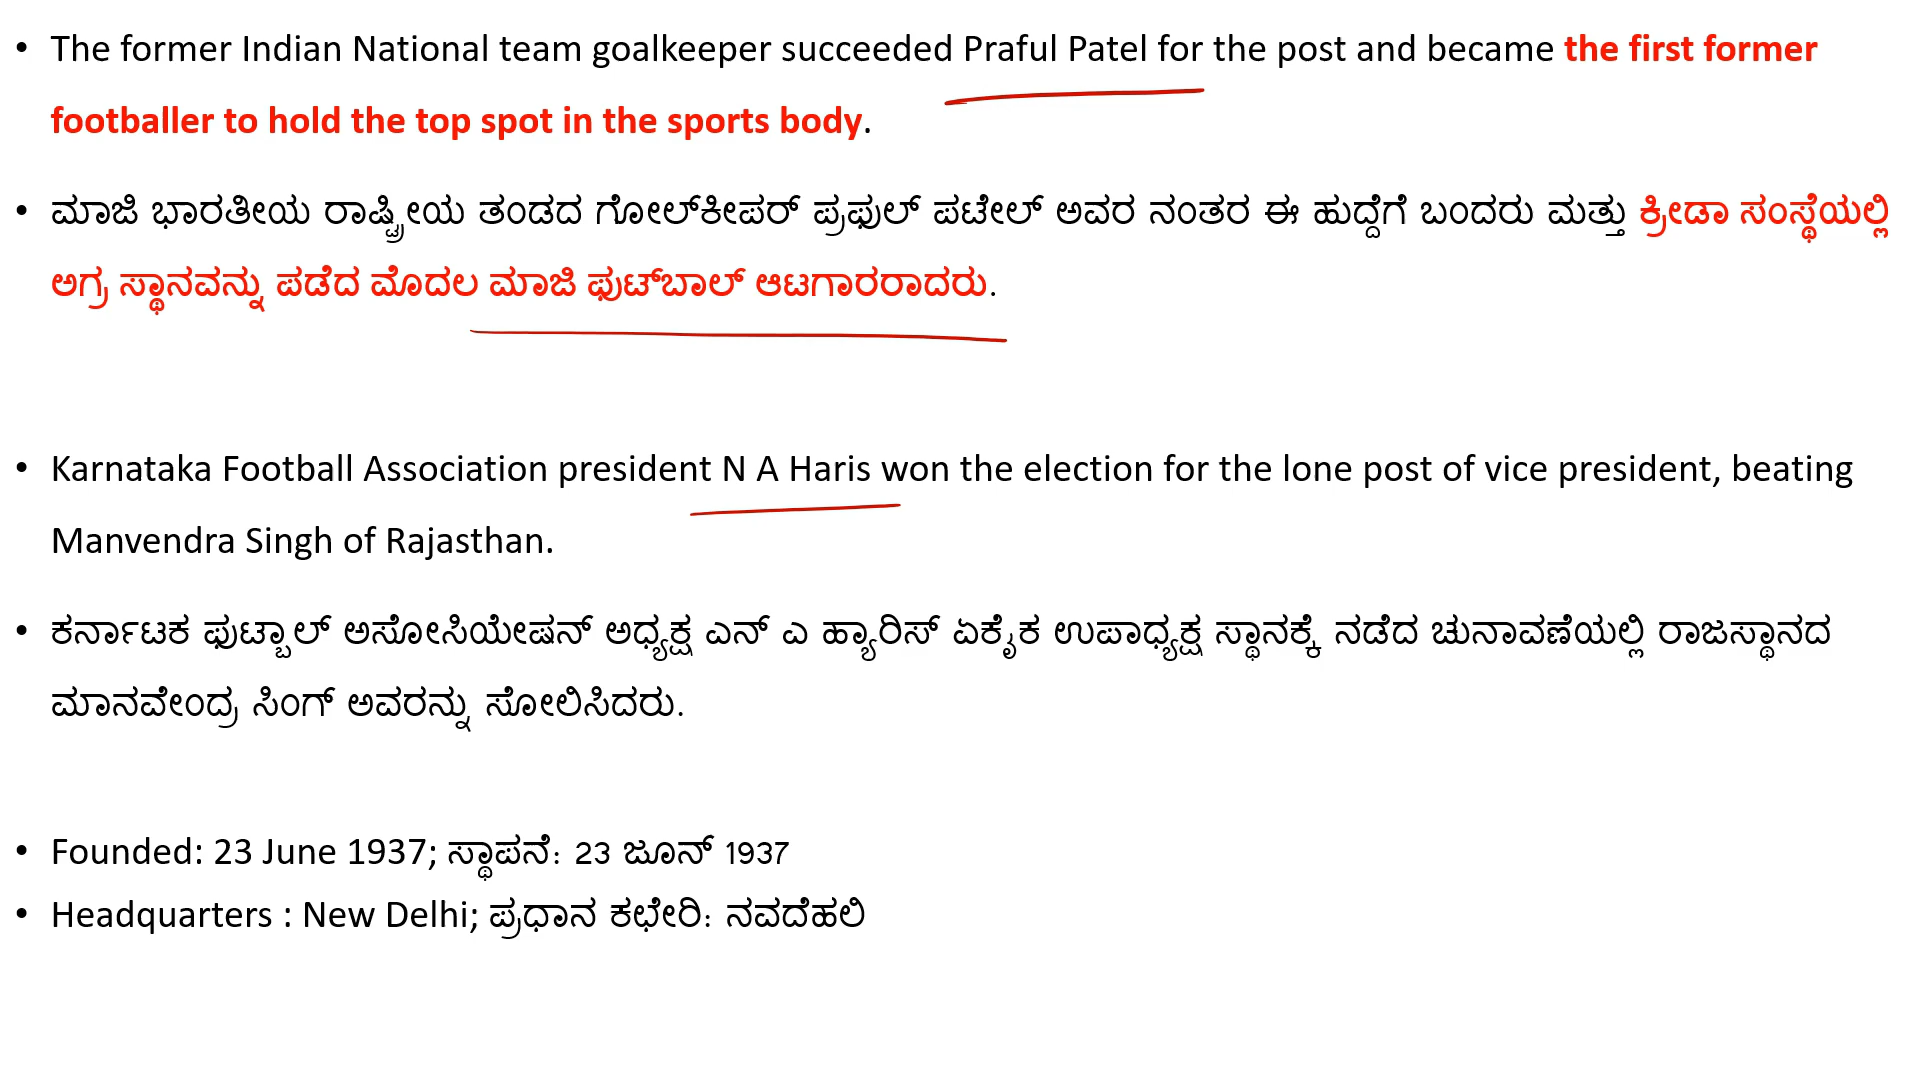 • The former Indian National team goalkeeper succeeded Praful Patel for the post and became the first former
footballer to hold the top spot in the sports body.
• ಮಾಜಿ ಭಾರತೀಯ ರಾಷ್ಟ್ರೀಯ ತಂಡದ ಗೋಲ್‌ಕೀಪರ್ ಪ್ರಫುಲ್ ಪಟೇಲ್ ಅವರ ನಂತರ ಈ ಹುದ್ದೆಗೆ ಬಂದರು ಮತ್ತು ಕ್ರೀಡಾ ಸಂಸ್ಥೆಯಲ್ಲಿ
ಅಗ್ರ ಸ್ಥಾನವನ್ನು ಪಡೆದ ಮೊದಲ ಮಾಜಿ ಫುಟ್‌ಬಾಲ್ ಆಟಗಾರರಾದರು.
• Karnataka Football Association president N A Haris won the election for the lone post of vice president, beating
Manvendra Singh of Rajasthan.
• ಕರ್ನಾಟಕ ಫುಟ್ಬಾಲ್ ಅಸೋಸಿಯೇಷನ್ ಅಧ್ಯಕ್ಷ ಎನ್ ಎ ಹ್ಯಾರಿಸ್ ಏಕೈಕ ಉಪಾಧ್ಯಕ್ಷ ಸ್ಥಾನಕ್ಕೆ ನಡೆದ ಚುನಾವಣೆಯಲ್ಲಿ ರಾಜಸ್ಥಾನದ
ಮಾನವೇಂದ್ರ ಸಿಂಗ್ ಅವರನ್ನು ಸೋಲಿಸಿದರು.
• Founded: 23 June 1937; ಸ್ಥಾಪನೆ: 23 ಜೂನ್ 1937
• Headquarters : New Delhi; ಪ್ರಧಾನ ಕಛೇರಿ: ನವದೆಹಲಿ